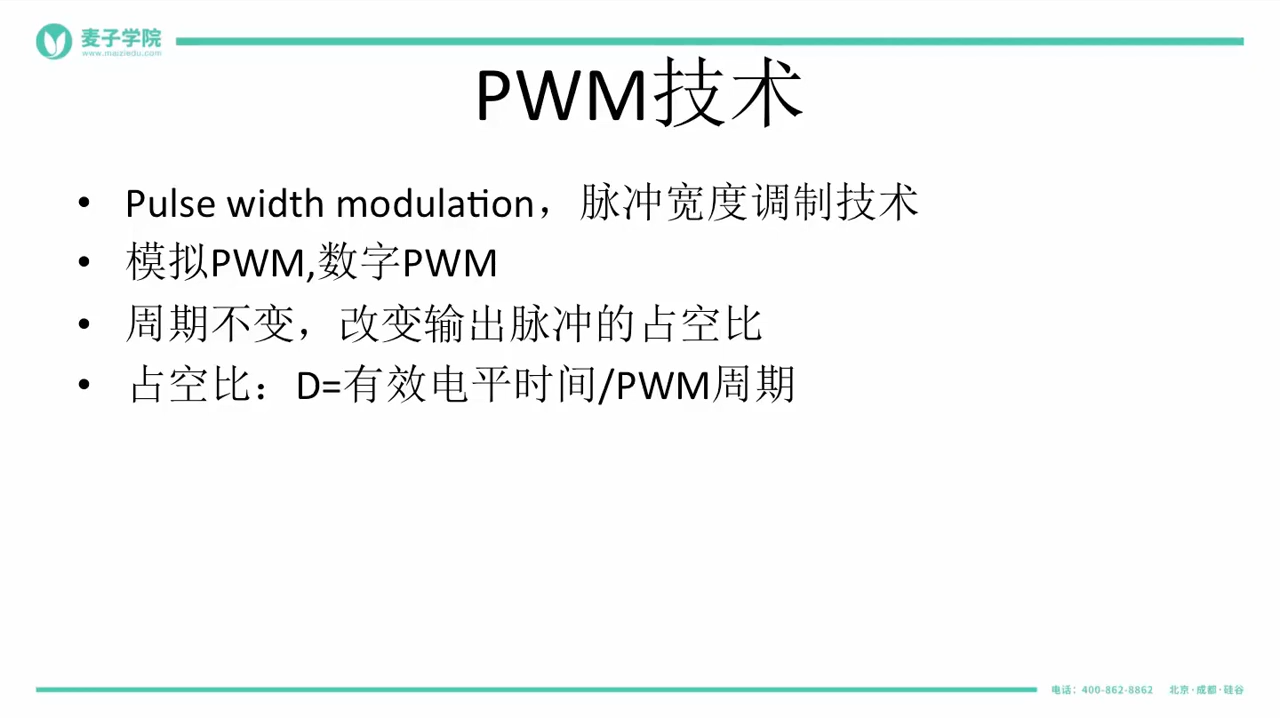 麦子学院
www.maiziedu.com
PWM技术
• Pulse width modulation，脉冲宽度调制技术
• 模拟PWM,数字PWM
• 周期不变，改变输出脉冲的占空比
• 占空比：D=有效电平时间/PWM周期
电话：400-862-8862 北京·成都·硅谷